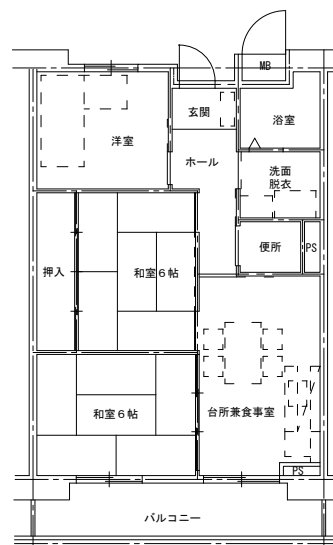 MB
玄関
浴室
洋室
ホール
洗面
脱衣
便所
PS
押入
和室6帖
和室6帖
台所兼食事室
PS
バルコニー